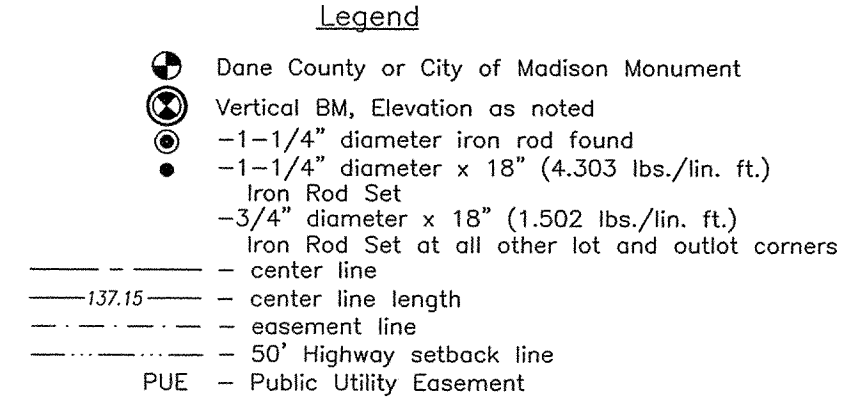 Legend
Dane County or City of Madison Monument
Vertical BM, Elevation as noted
-1-1/4" diameter iron rod found
-1-1/4" diameter x 18" (4.303 lbs./lin. ft.)
Iron Rod Set
-3/4" diameter x 18" (1.502 lbs./lin. ft.)
Iron Rod Set at all other lot and outlot corners
- center line
137.15 - center line length
- easement line
- 50' Highway setback line
PUE - Public Utility Easement